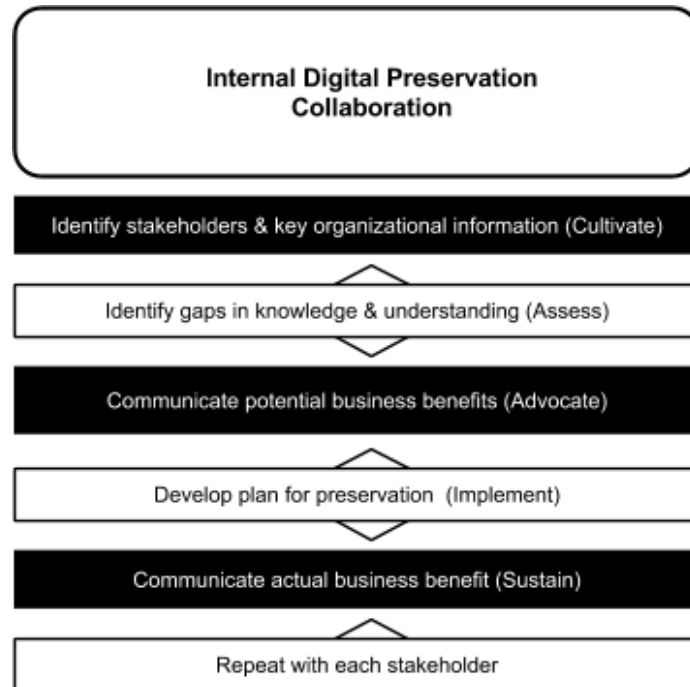 Internal Digital Preservation
Collaboration
Identify stakeholders & key organizational information (Cultivate)
Identify gaps in knowledge & understanding (Assess)
Communicate potential business benefits (Advocate)
Develop plan for preservation (Implement)
Communicate actual business benefit (Sustain)
Repeat with each stakeholder